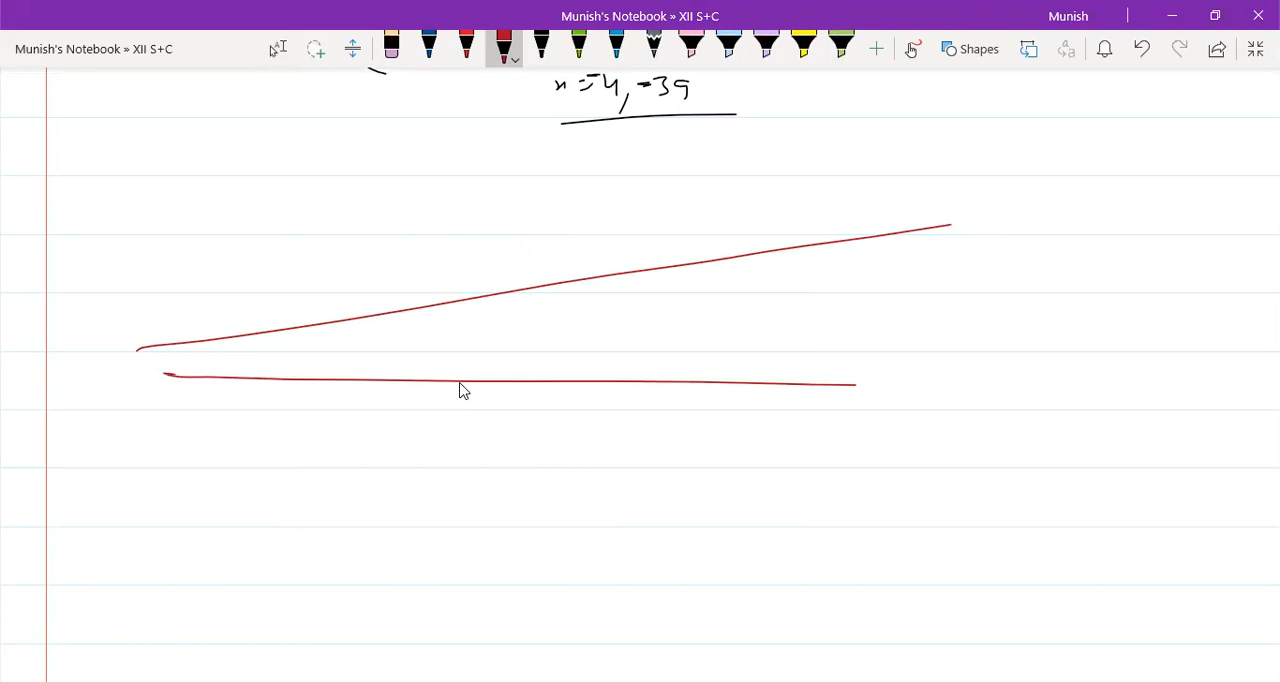 Munish's Notebook » XII S+C
Munish
Munish's Notebook » XII S+C
Shapes
x = -4, -39